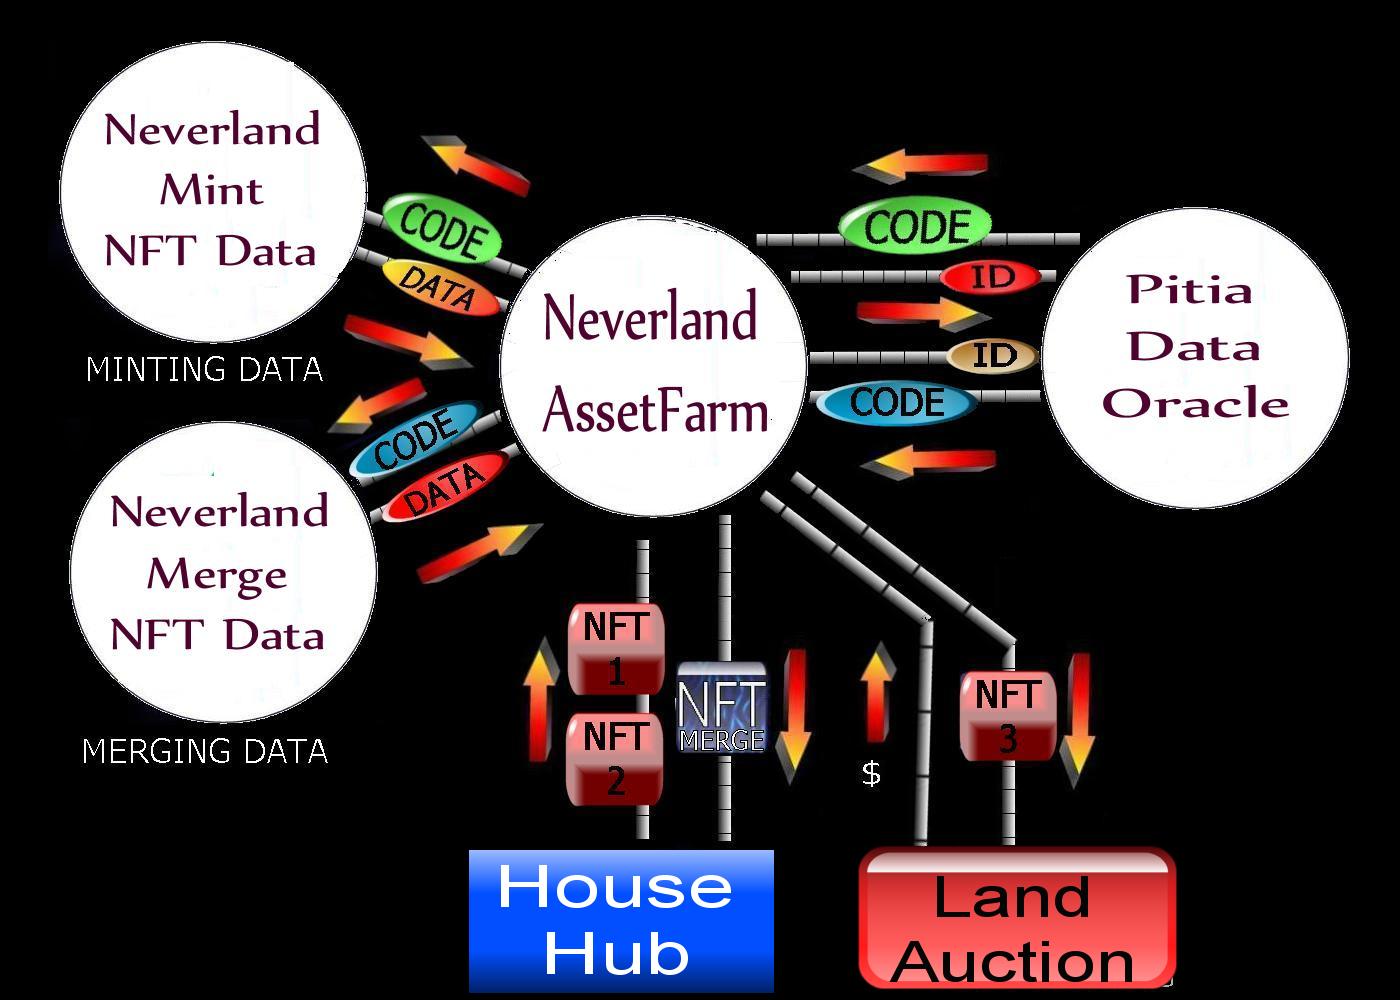 Neverland
Mint
NFT Data
MINTING DATA
CODE
DATA
Neverland
AssetFarm
CODE
ID
ID
CODE
Pitia
Data
Oracle
CODE
DATA
Neverland
Merge
NFT Data
MERGING DATA
NFT
1
NFT
2
NFT
MERGE
$
NFT
3
House
Hub
Land
Auction